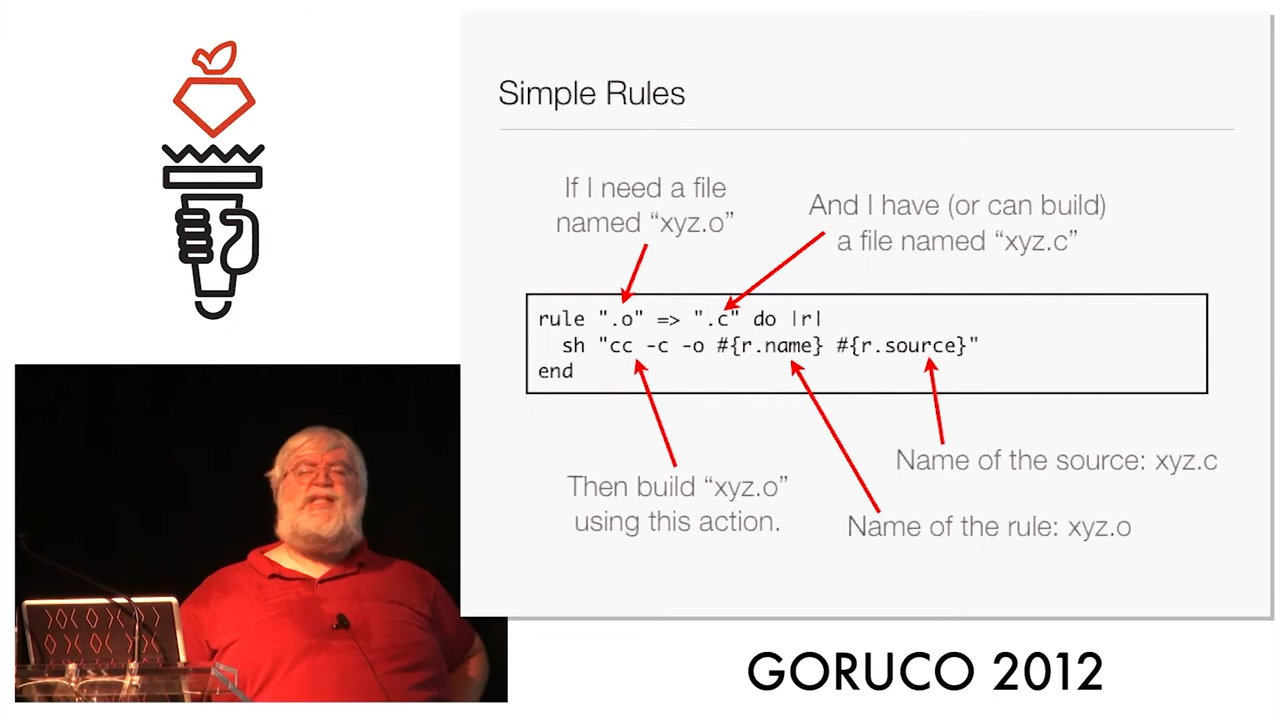 Simple Rules
If I need a file
named “xyz.o”
And I have (or can build)
a file named “xyz.c”
rule ".o" => ".c" do |r|
  sh "cc -c -o #{r.name} #{r.source}"
end
Then build “xyz.o”
using this action.
Name of the source: xyz.c
Name of the rule: xyz.o
GORUCO 2012